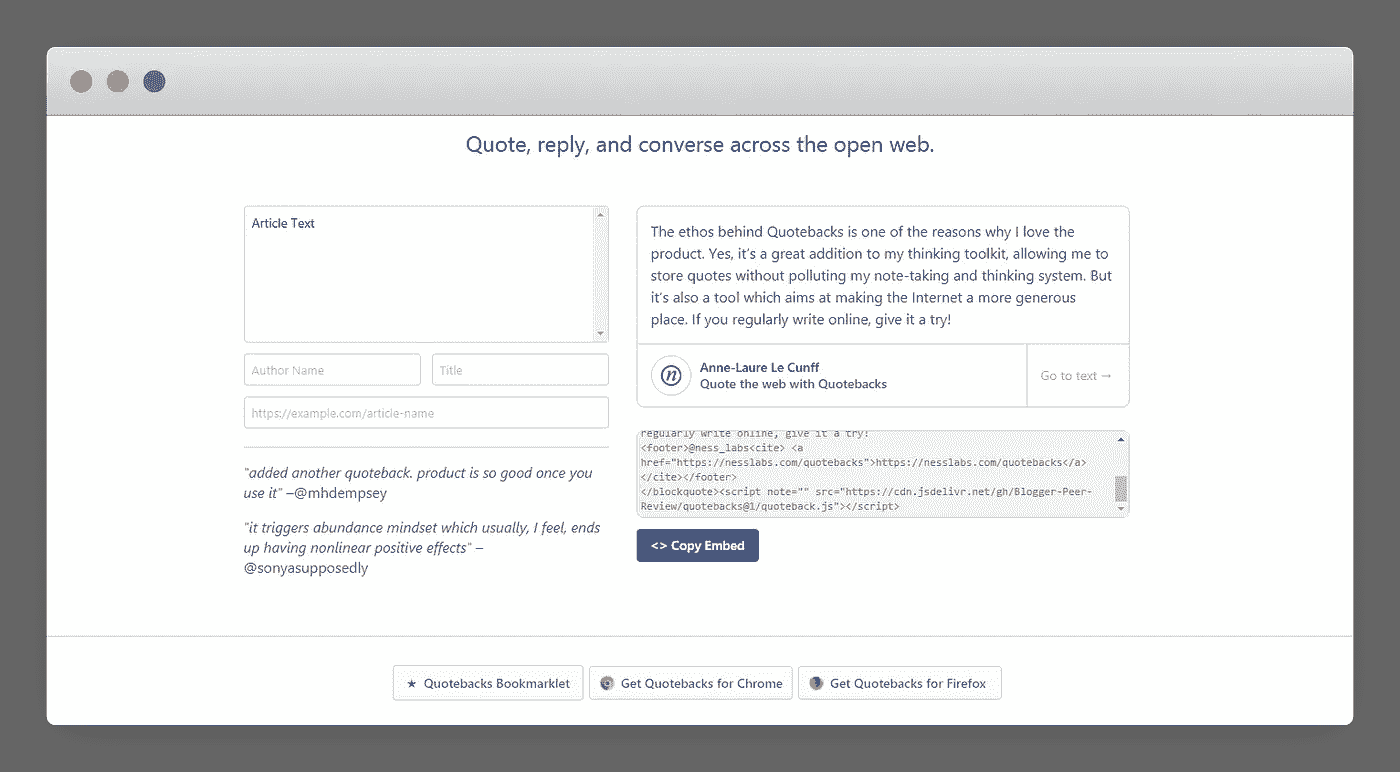 Quote, reply, and converse across the open web.
Article Text
Author Name
Title
https://example.com/article-name
"added another quoteback. product is so good once you
use it" –@mhdempsey
"it triggers abundance mindset which usually, I feel, ends
up having nonlinear positive effects" –
@sonyasupposedly
The ethos behind Quotebacks is one of the reasons why I love the
product. Yes, it's a great addition to my thinking toolkit, allowing me to
store quotes without polluting my note-taking and thinking system. But
it's also a tool which aims at making the Internet a more generous
place. If you regularly write online, give it a try!
n
Anne-Laure Le Cunff
Quote the web with Quotebacks
Go to text →
regularly write online, give it a try!
<footer>@ness_labs<cite> <a
href="https://nesslabs.com/quotebacks">https://nesslabs.com/quotebacks</a>
</cite></footer>
</blockquote><script note="" src="https://cdn.jsdelivr.net/gh/Blogger-Peer-
Review/quotebacks@1/quoteback.js"></script>
<> Copy Embed
★ Quotebacks Bookmarklet
Get Quotebacks for Chrome
Get Quotebacks for Firefox